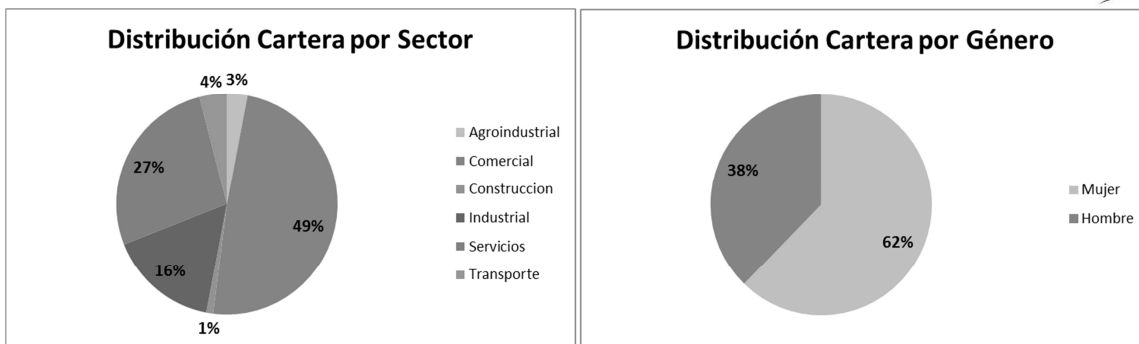 Distribución Cartera por Sector
4% 3%
27%
49%
16%
1%
Agroindustrial
Comercial
Construccion
Industrial
Servicios
Transporte
Distribución Cartera por Género
38%
62%
Mujer
Hombre